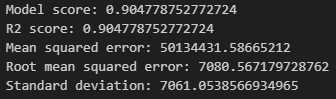 Model score: 0.904778752772724
R2 score: 0.904778752772724
Mean squared error: 50134431.58665212
Root mean squared error: 7080.567179728762
Standard deviation: 7061.0538566934965